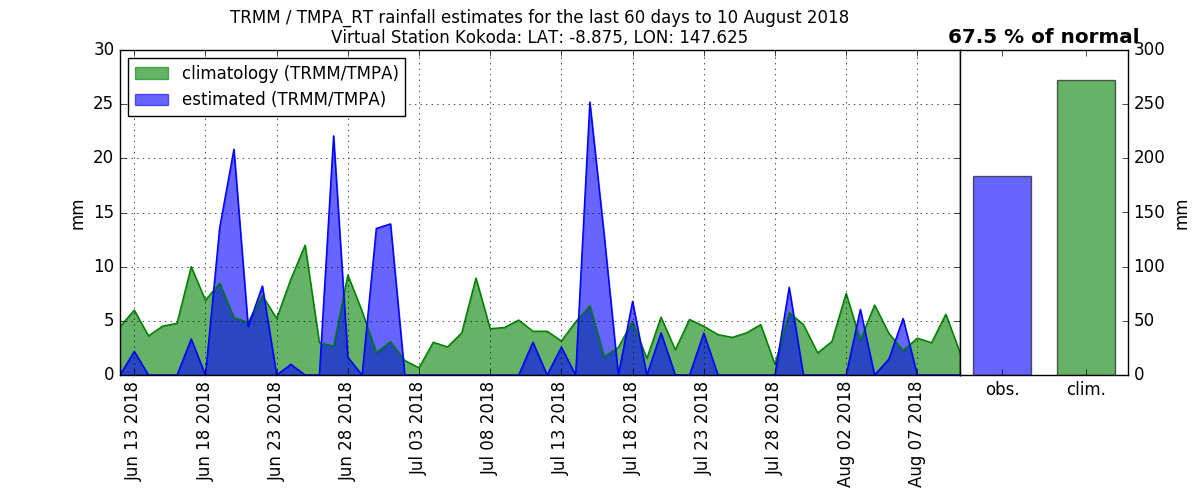 TRMM / TMPA_RT rainfall estimates for the last 60 days to 10 August 2018
Virtual Station Kokoda: LAT: -8.875, LON: 147.625
67.5 % of normal
climatology (TRMM/TMPA)
estimated (TRMM/TMPA)
30
25
20
15
10
5
0
mm
Jun 13 2018
Jun 18 2018
Jun 23 2018
Jun 28 2018
Jul 03 2018
Jul 08 2018
Jul 13 2018
Jul 18 2018
Jul 23 2018
Jul 28 2018
Aug 02 2018
Aug 07 2018
obs.
clim.
300
250
200
150
100
50
0
mm